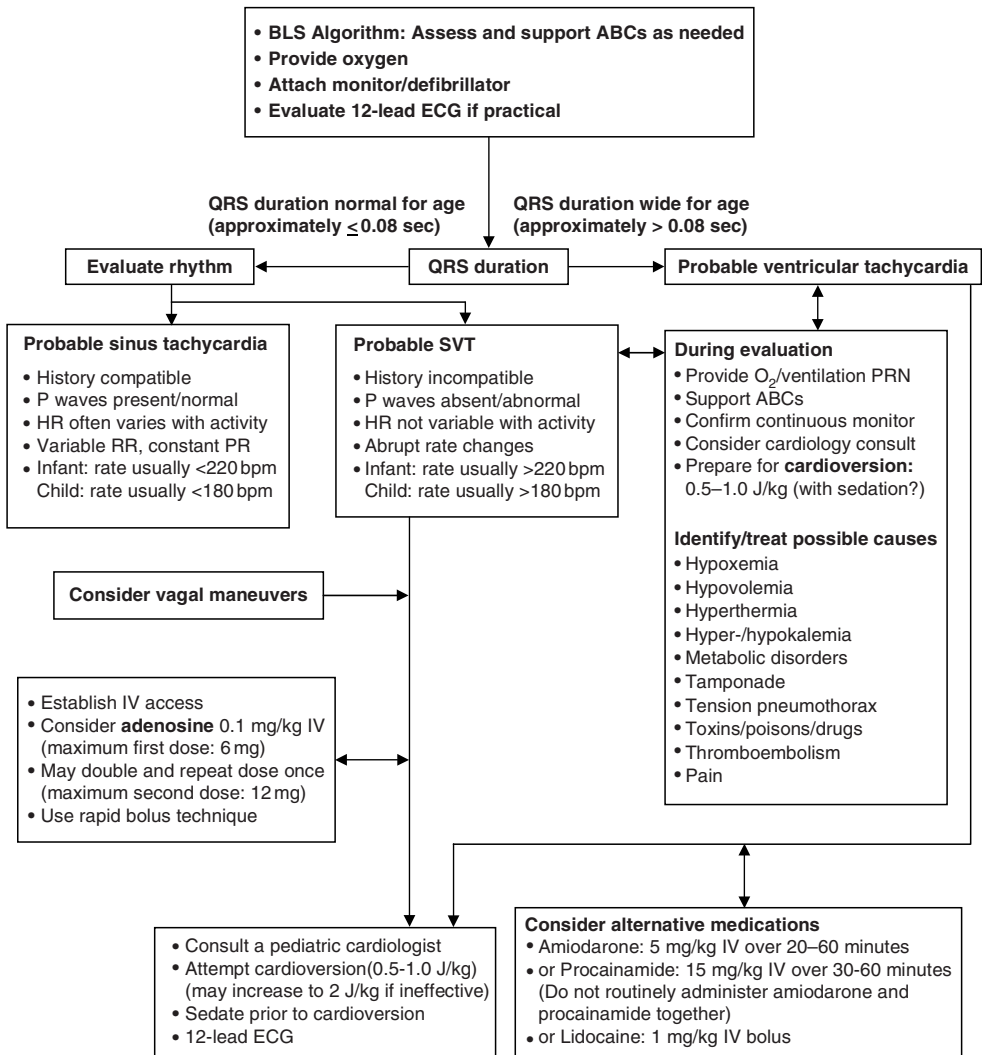 • BLS Algorithm: Assess and support ABCs as needed
• Provide oxygen
• Attach monitor/defibrillator
• Evaluate 12-lead ECG if practical
QRS duration normal for age
(approximately ≤ 0.08 sec)
QRS duration wide for age
(approximately > 0.08 sec)
Evaluate rhythm
QRS duration
Probable ventricular tachycardia
Probable sinus tachycardia
• History compatible
• P waves present/normal
• HR often varies with activity
• Variable RR, constant PR
• Infant: rate usually <220 bpm
Child: rate usually <180 bpm
Probable SVT
• History incompatible
• P waves absent/abnormal
• HR not variable with activity
• Abrupt rate changes
• Infant: rate usually >220 bpm
Child: rate usually >180 bpm
During evaluation
• Provide O₂/ventilation PRN
• Support ABCs
• Confirm continuous monitor
• Consider cardiology consult
• Prepare for cardioversion:
0.5–1.0 J/kg (with sedation?)
Identify/treat possible causes
• Hypoxemia
• Hypovolemia
• Hyperthermia
• Hyper-/hypokalemia
• Metabolic disorders
• Tamponade
• Tension pneumothorax
• Toxins/poisons/drugs
• Thromboembolism
• Pain
Consider vagal maneuvers
• Establish IV access
• Consider adenosine 0.1 mg/kg IV
(maximum first dose: 6 mg)
• May double and repeat dose once
(maximum second dose: 12 mg)
• Use rapid bolus technique
• Consult a pediatric cardiologist
• Attempt cardioversion(0.5-1.0 J/kg)
(may increase to 2 J/kg if ineffective)
• Sedate prior to cardioversion
• 12-lead ECG
Consider alternative medications
• Amiodarone: 5 mg/kg IV over 20–60 minutes
• or Procainamide: 15 mg/kg IV over 30-60 minutes
(Do not routinely administer amiodarone and
procainamide together)
• or Lidocaine: 1 mg/kg IV bolus